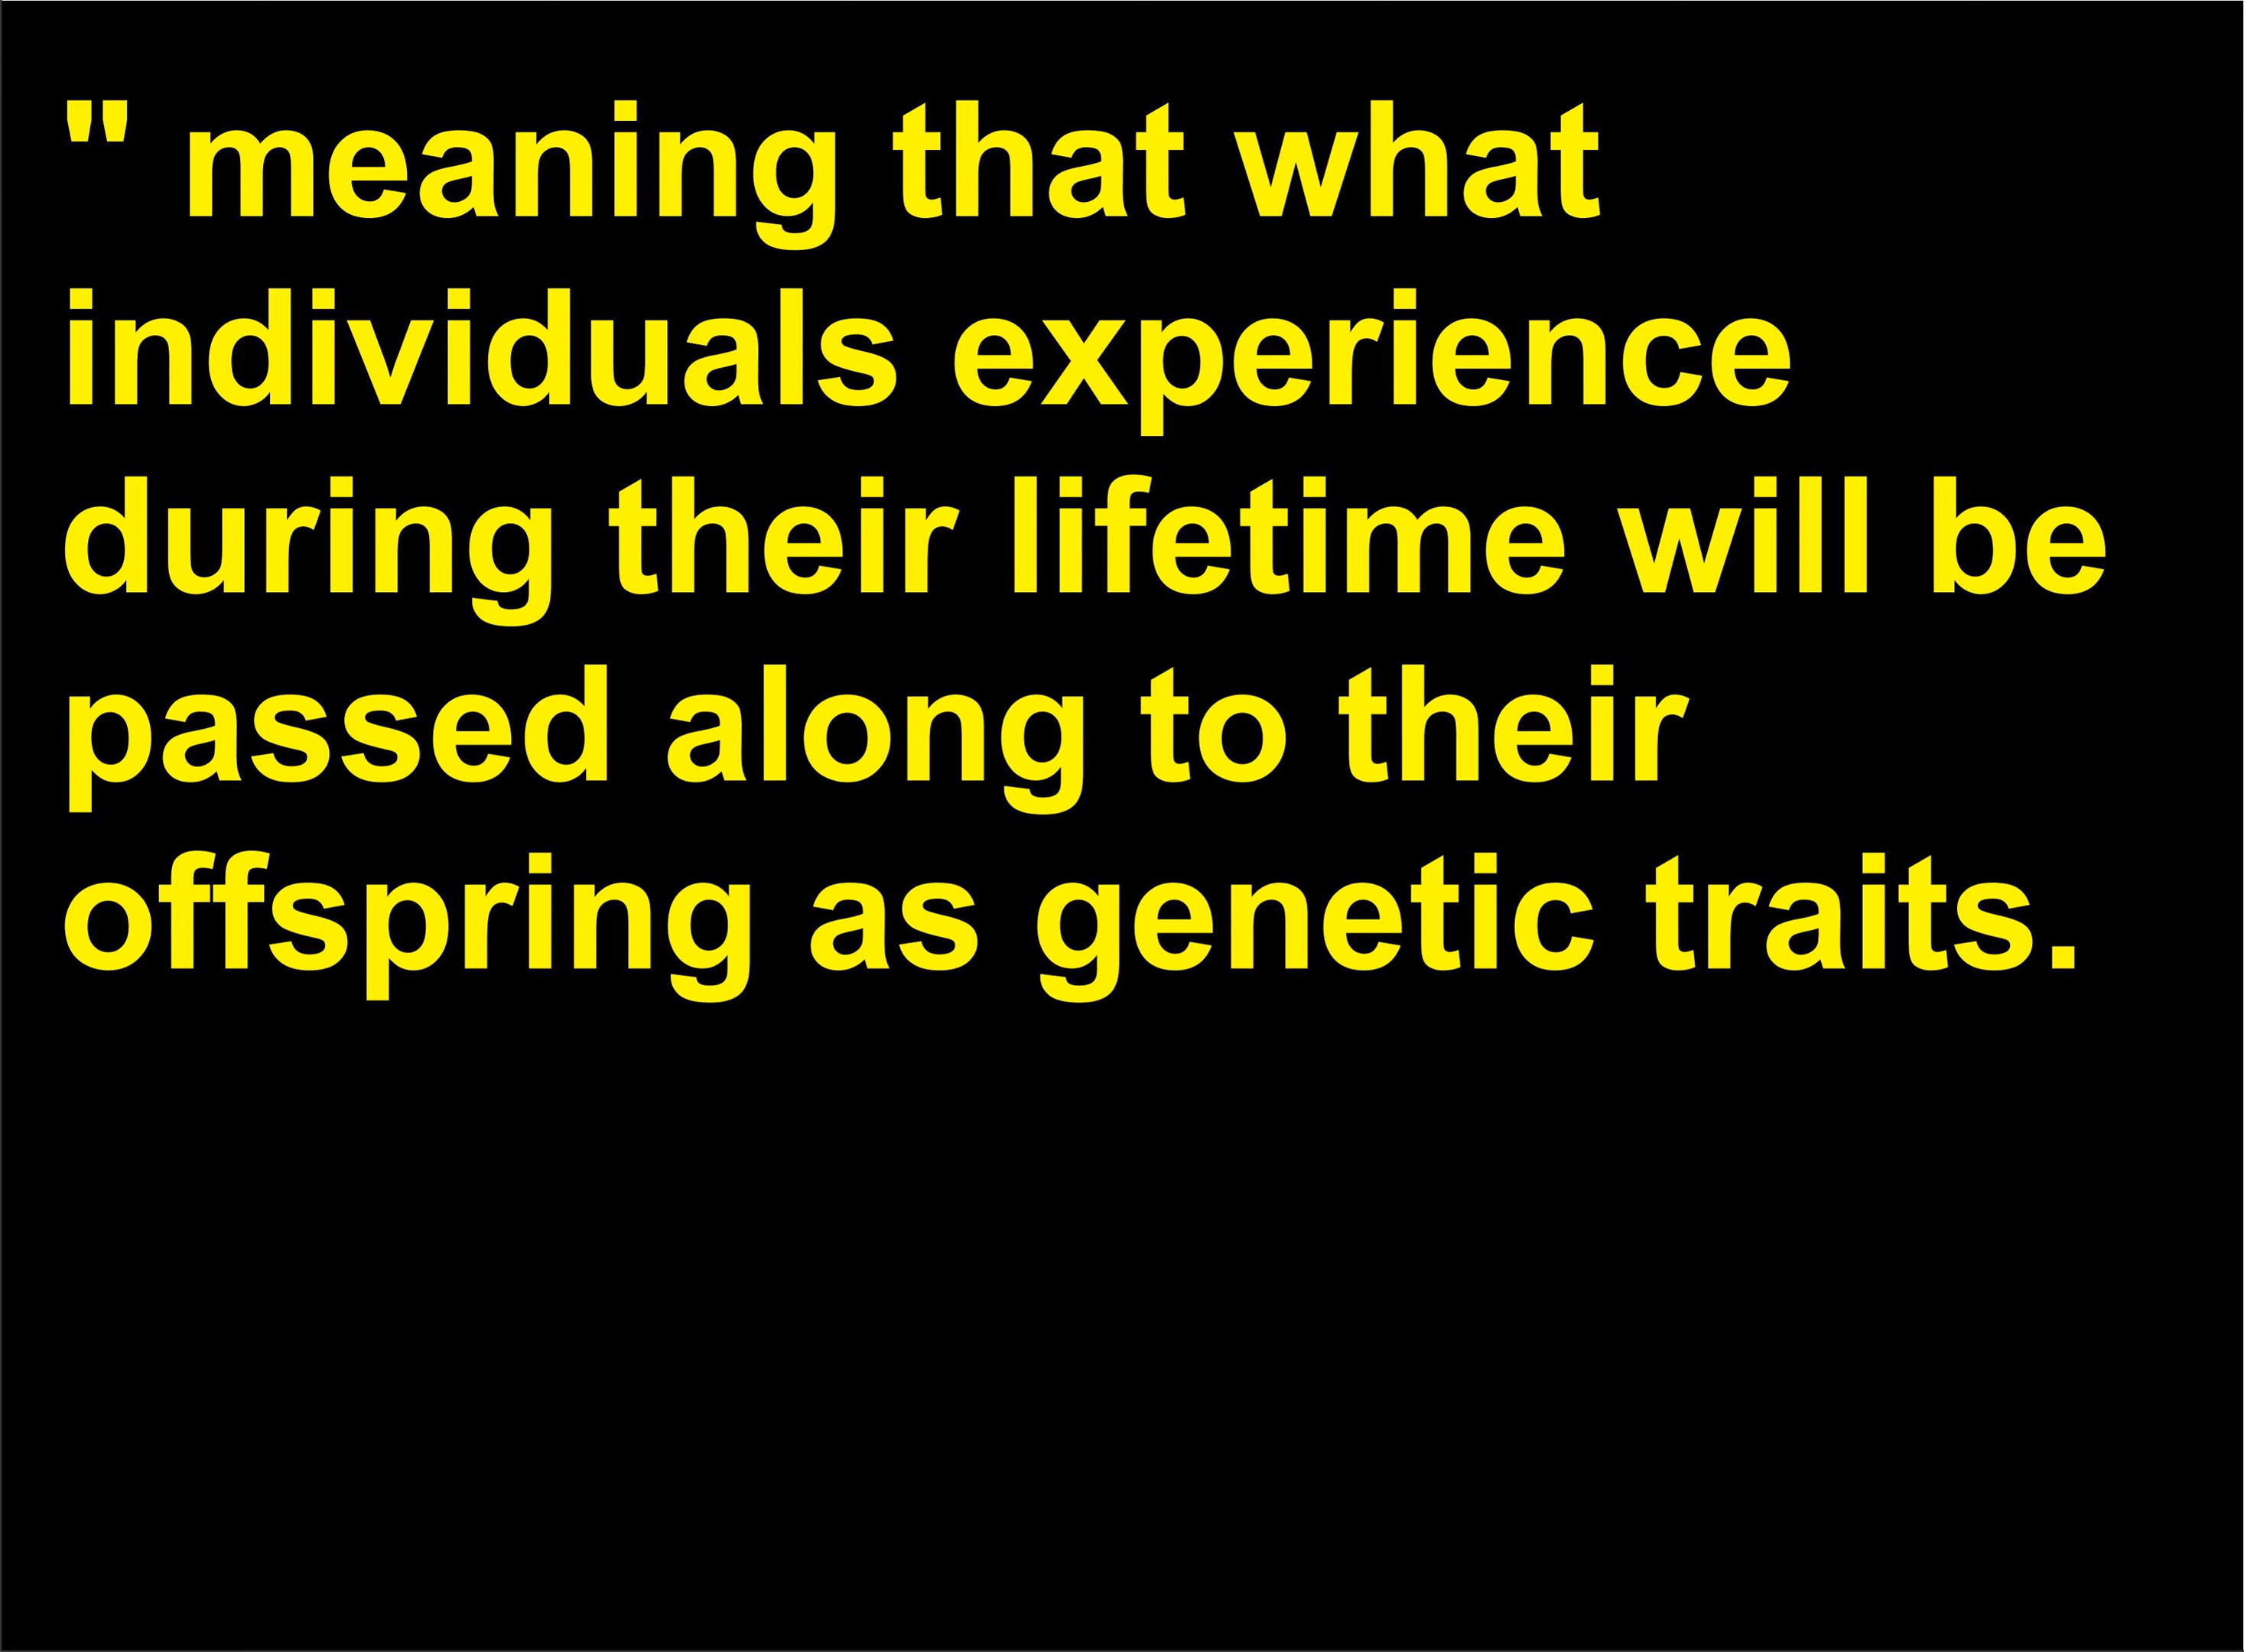 " meaning that what
individuals experience
during their lifetime will be
passed along to their
offspring as genetic traits.